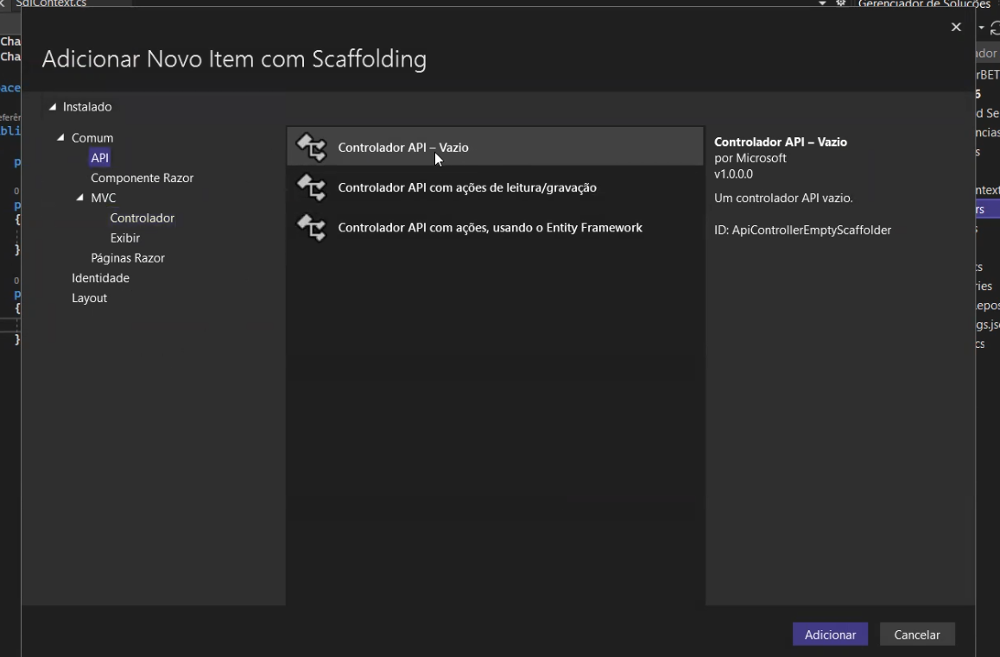 SdlContext.cs
Gerenciador de Soluções
Adicionar Novo Item com Scaffolding
Instalado
Comum
API
Componente Razor
MVC
Controlador
Exibir
Páginas Razor
Identidade
Layout
Controlador API – Vazio
Controlador API com ações de leitura/gravação
Controlador API com ações, usando o Entity Framework
Controlador API – Vazio
por Microsoft
v1.0.0.0
Um controlador API vazio.
ID: ApiControllerEmptyScaffolder
Adicionar
Cancelar